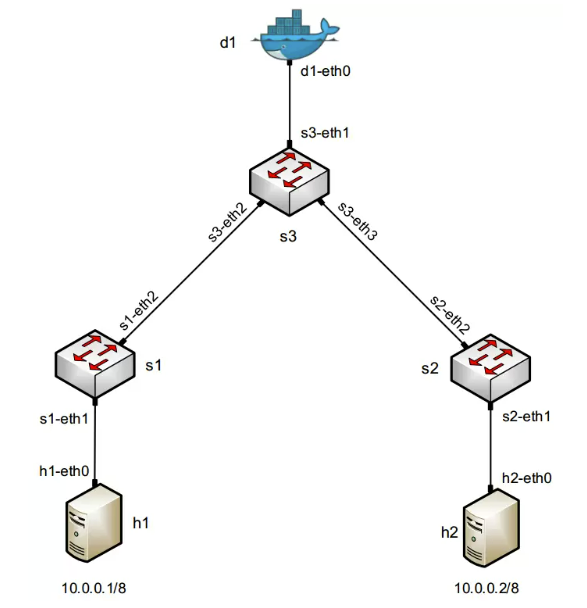 d1
d1-eth0
s3-eth1
s3
s3-eth2
s3-eth3
s1-eth2
s2-eth2
s1
s2
s1-eth1
s2-eth1
h1-eth0
h2-eth0
h1
h2
10.0.0.1/8
10.0.0.2/8